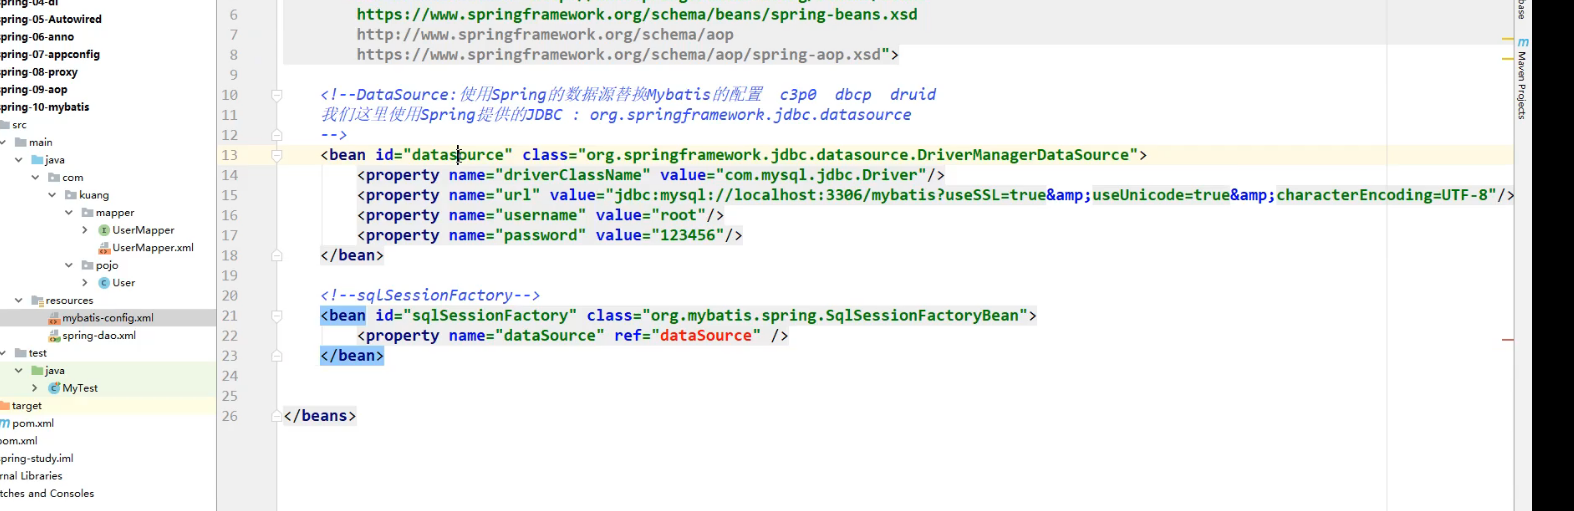 spring-04-di
spring-05-Autowired
spring-06-anno
spring-07-appconfig
spring-08-proxy
spring-09-aop
spring-10-mybatis
src
main
java
com
kuang
mapper
UserMapper
UserMapper.xml
pojo
User
resources
mybatis-config.xml
spring-dao.xml
test
java
MyTest
target
pom.xml
pom.xml
spring-study.iml
rnal Libraries
tches and Consoles
6 https://www.springframework.org/schema/beans/spring-beans.xsd
7 http://www.springframework.org/schema/aop
8 https://www.springframework.org/schema/aop/spring-aop.xsd">
9
10 <!--DataSource:使用Spring的数据源替换Mybatis的配置 c3p0 dbcp druid
11 我们这里使用Spring提供的JDBC : org.springframework.jdbc.datasource
12 -->
13 <bean id="datasource" class="org.springframework.jdbc.datasource.DriverManagerDataSource">
14 <property name="driverClassName" value="com.mysql.jdbc.Driver"/>
15 <property name="url" value="jdbc:mysql://localhost:3306/mybatis?useSSL=true&amp;useUnicode=true&amp;characterEncoding=UTF-8"/>
16 <property name="username" value="root"/>
17 <property name="password" value="123456"/>
18 </bean>
19
20 <!--sqlSessionFactory-->
21 <bean id="sqlSessionFactory" class="org.mybatis.spring.SqlSessionFactoryBean">
22 <property name="dataSource" ref="dataSource" />
23 </bean>
24
25
26 </beans>
base
Maven Projects